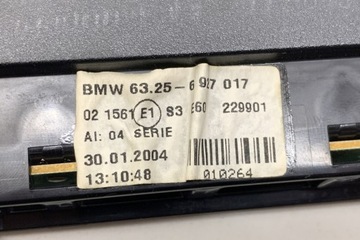 BMW 63.25-6 927 017
02 1561 E1 S3 E60 229901
AI: 04 SERIE
30.01.2004
13:10:48 010264